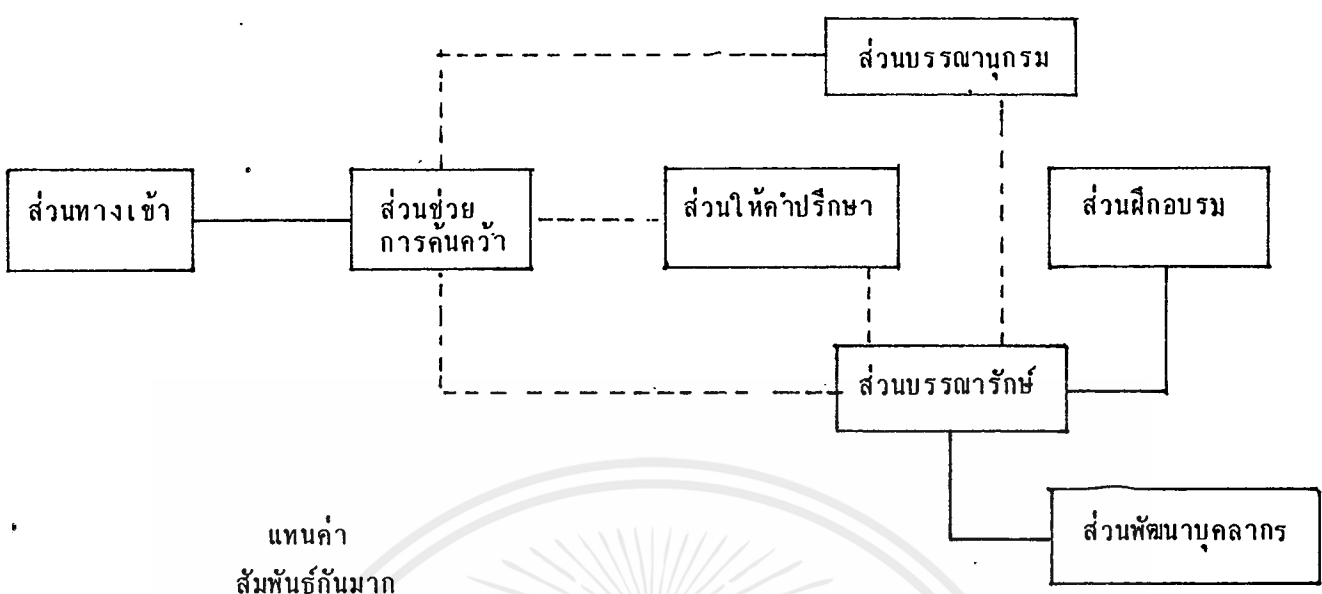 ส่วนบรรณานุกรม
ส่วนทางเข้า
ส่วนช่วย
การค้นคว้า
ส่วนให้คำปรึกษา
ส่วนฝึกอบรม
ส่วนบรรณารักษ์
ส่วนพัฒนาบุคลากร
แทนค่า
สัมพันธ์กันมาก